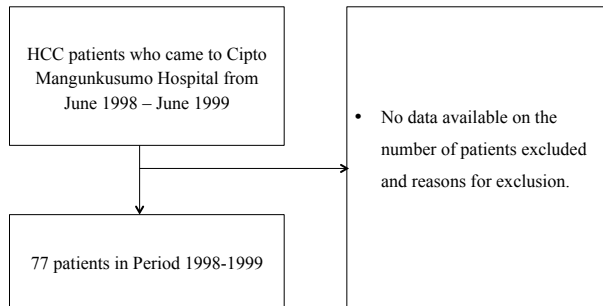 HCC patients who came to Cipto
Mangunkusumo Hospital from
June 1998 – June 1999
• No data available on the
number of patients excluded
and reasons for exclusion.
77 patients in Period 1998-1999